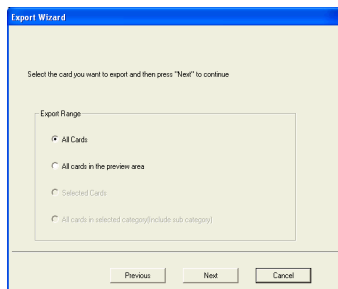 Export Wizard
Select the card you want to export and then press "Next" to continue
Export Range
All Cards
All cards in the preview area
Selected Cards
All cards in selected category(include sub category)
Previous
Next
Cancel